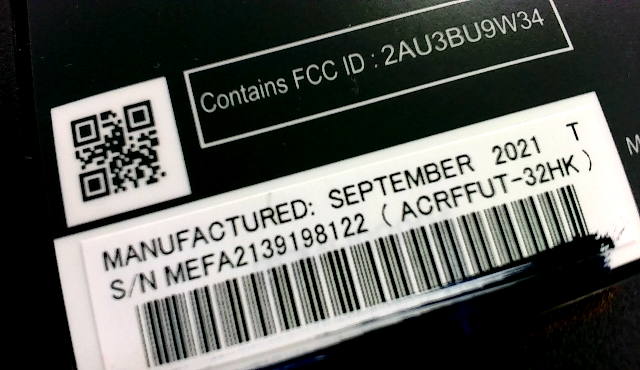 Contains FCC ID : 2AU3BU9W34
MANUFACTURED: SEPTEMBER 2021 T
S/N MEFA2139198122 ( ACRFFUT-32HK )
M